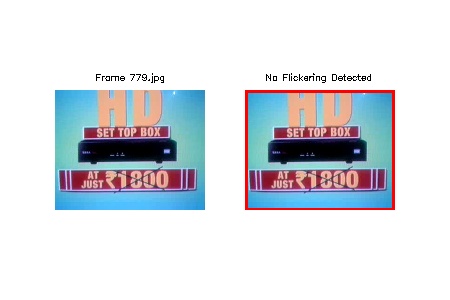 Frame 779.jpg
No Flickering Detected
HD
SET TOP BOX
AT JUST ₹1800
HD
SET TOP BOX
AT JUST ₹1800